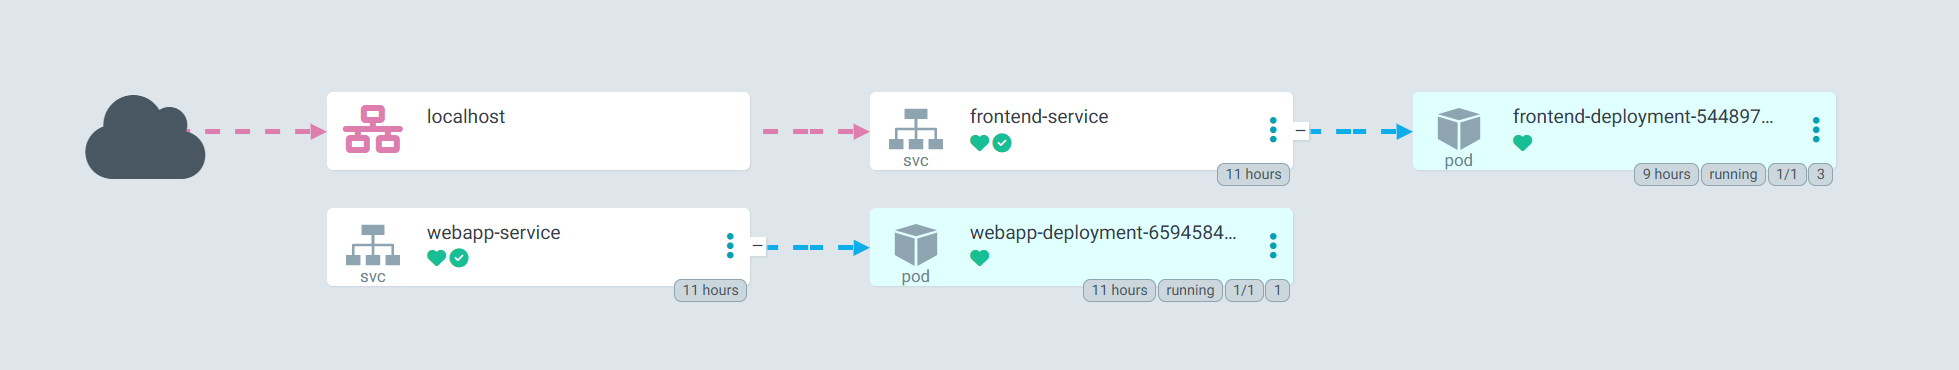 localhost
frontend-service
svc
11 hours
frontend-deployment-544897...
pod
9 hours running 1/1 3
webapp-service
svc
11 hours
webapp-deployment-6594584...
pod
11 hours running 1/1 1